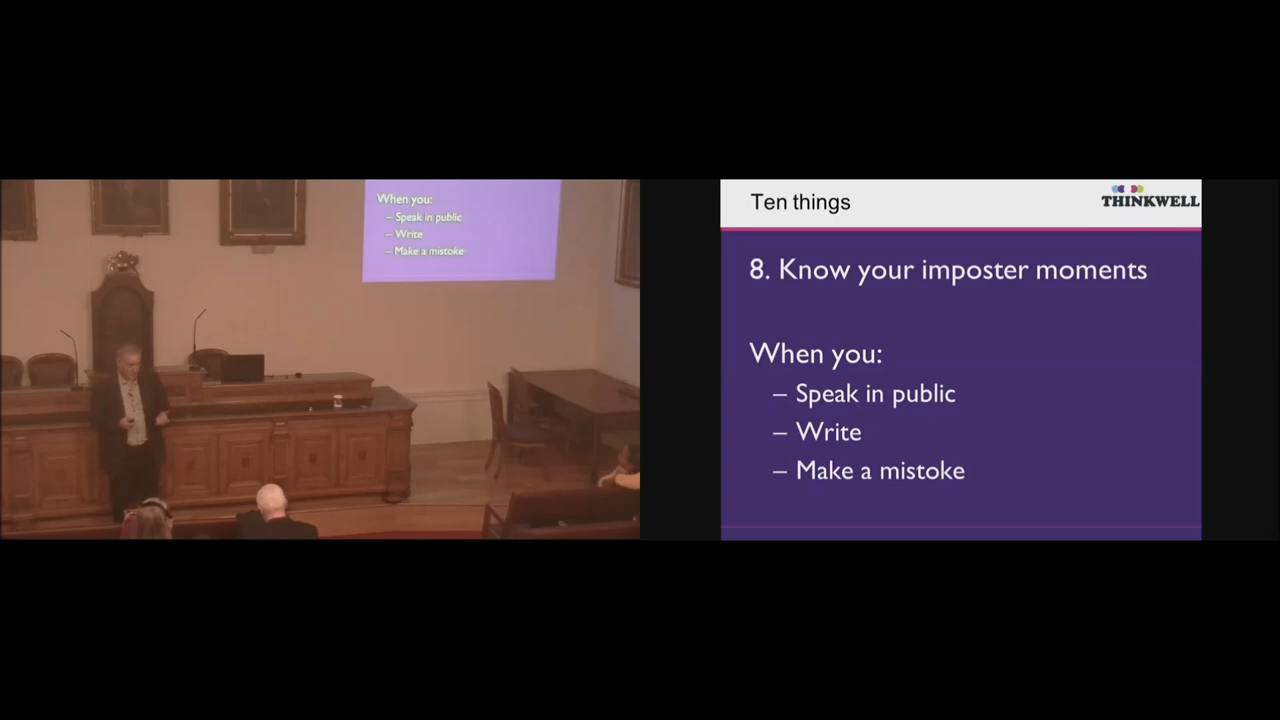 When you:
– Speak in public
– Write
– Make a mistoke
Ten things
THINKWELL
8. Know your imposter moments
When you:
– Speak in public
– Write
– Make a mistoke